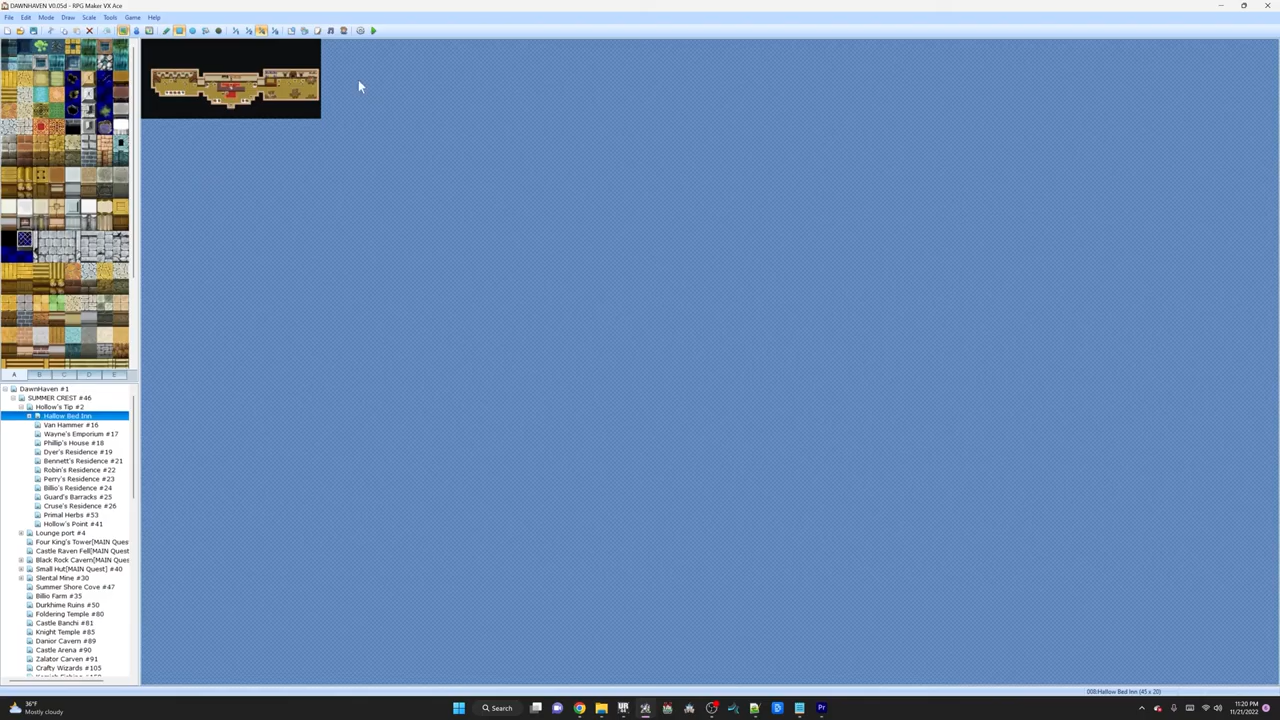 DAWNHAVEN V0.05d - RPG Maker VX Ace
File Edit Mode Draw Scale Tools Game Help
A B C D E
DawnHaven #1
SUMMER CREST #46
Hollow's Tip #2
Hallow Bed Inn
Van Hammer #16
Wayne's Emporium #17
Phillip's House #18
Dyer's Residence #19
Bennett's Residence #21
Robin's Residence #22
Perry's Residence #23
Billio's Residence #24
Guard's Barracks #25
Cruse's Residence #26
Primal Herbs #53
Hollow's Point #41
Lounge port #4
Four King's Tower[MAIN Quest
Castle Raven Fell[MAIN Quest
Black Rock Cavern[MAIN Ques
Small Hut[MAIN Quest] #40
Slental Mine #30
Summer Shore Cove #47
Billio Farm #35
Durkhime Ruins #50
Foldering Temple #80
Castle Banchi #81
Knight Temple #85
Danior Cavern #89
Castle Arena #90
Zalator Carven #91
Crafty Wizards #105
008:Hallow Bed Inn (45 x 20)
36°F
Mostly cloudy
Search
11:20 PM
11/21/2022